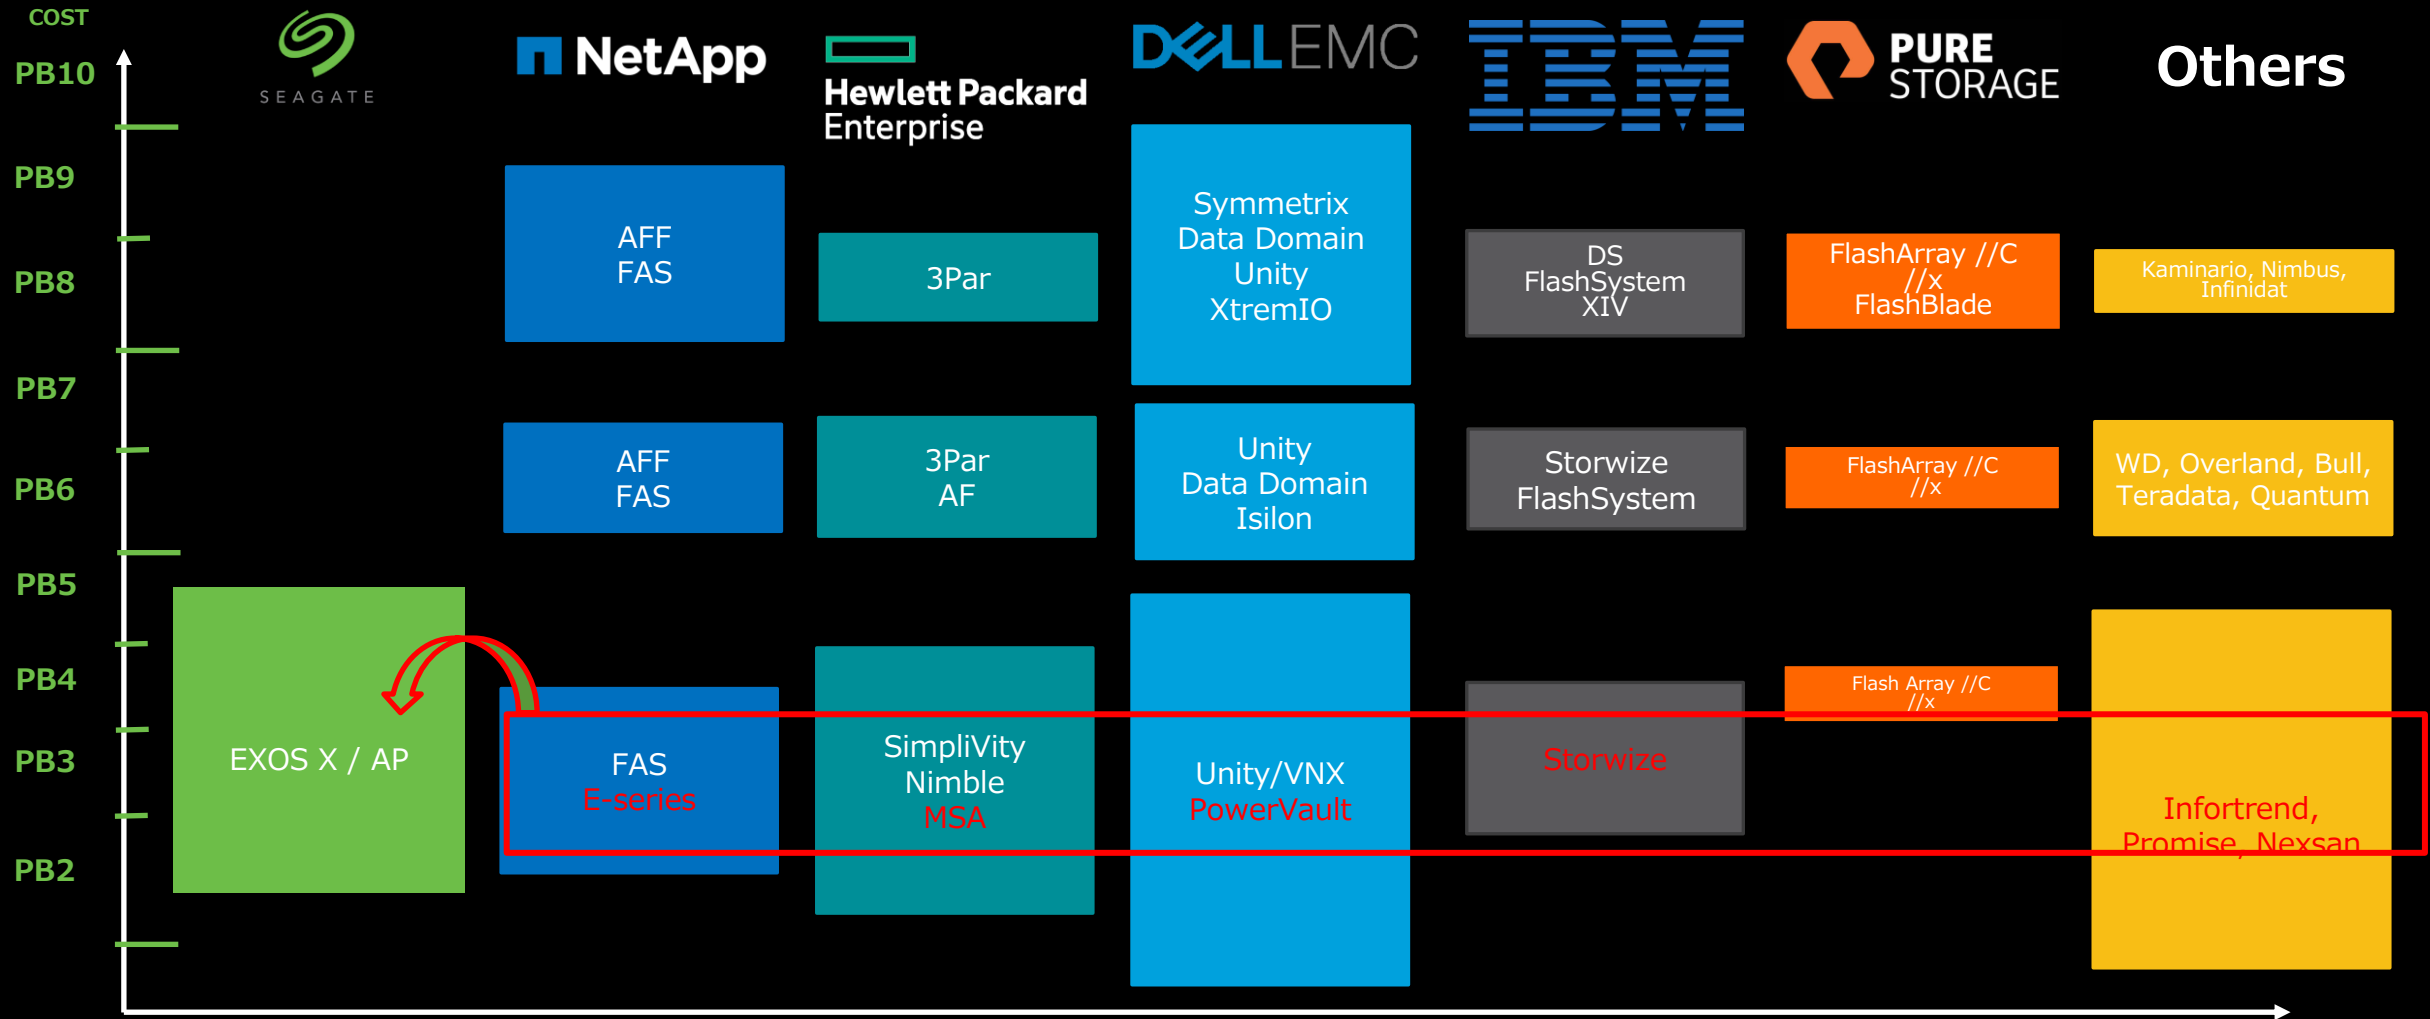 COST
PB10
PB9
PB8
PB7
PB6
PB5
PB4
PB3
PB2
SEAGATE
EXOS X / AP
NetApp
AFF
FAS
AFF
FAS
FAS
E-series
Hewlett Packard
Enterprise
3Par
3Par
AF
SimpliVity
Nimble
MSA
DELL EMC
Symmetrix
Data Domain
Unity
XtremIO
Unity
Data Domain
Isilon
Unity/VNX
PowerVault
IBM
DS
FlashSystem
XIV
Storwize
FlashSystem
Storwize
PURE
STORAGE
FlashArray //C
//x
FlashBlade
FlashArray //C
//x
Flash Array //C
//x
Others
Kaminario, Nimbus,
Infinidat
WD, Overland, Bull,
Teradata, Quantum
Infortrend,
Promise, Nexsan